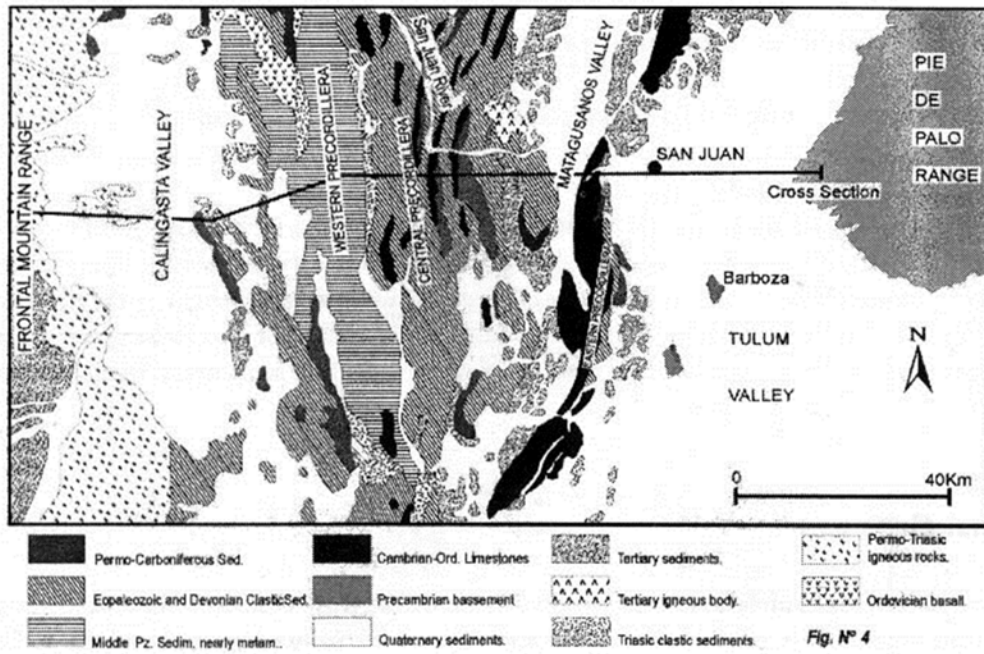 FRONTAL MOUNTAIN RANGE
CALINGASTA VALLEY
WESTERN PRECORDILLERA
CENTRAL PRECORDILLERA
San Juan River
MATAGUSANOS VALLEY
SAN JUAN
Cross Section
PIE
DE
PALO
RANGE
Barboza
TULUM
VALLEY
N
0 40Km
Permo-Carboniferous Sed.
Eopaleozoic and Devonian ClasticSed.
Middle Pz. Sedim, nearly metam..
Cambrian-Ord. Limestones
Precambrian bassement
Quaternary sediments.
Tertiary sediments.
Tertiary igneous body.
Triasic clastic sediments.
Permo-Triasic
igneous rocks.
Ordovician basalt.
Fig. Nº 4